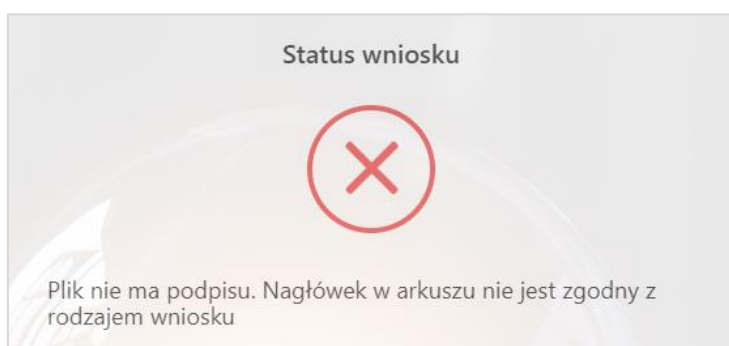 Status wniosku
Plik nie ma podpisu. Nagłówek w arkuszu nie jest zgodny z
rodzajem wniosku